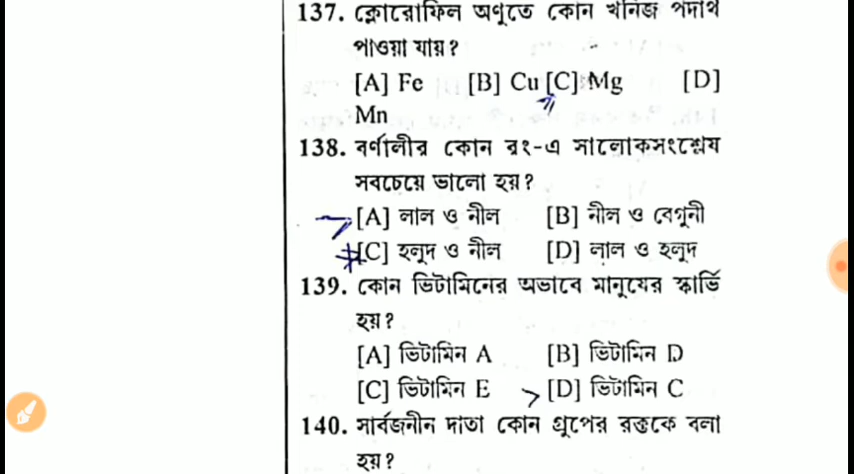 137. ক্লোরোফিল অণুতে কোন খনিজ পদার্থ
পাওয়া যায়?
[A] Fe [B] Cu [C] Mg [D]
Mn
138. বর্ণালীর কোন রং-এ সালোকসংশ্লেষ
সবচেয়ে ভালো হয়?
[A] লাল ও নীল [B] নীল ও বেগুনী
[C] হলুদ ও নীল [D] লাল ও হলুদ
139. কোন ভিটামিনের অভাবে মানুষের স্কার্ভি
হয়?
[A] ভিটামিন A [B] ভিটামিন D
[C] ভিটামিন E [D] ভিটামিন C
140. সার্বজনীন দাতা কোন গ্রুপের রক্তকে বলা
হয়?